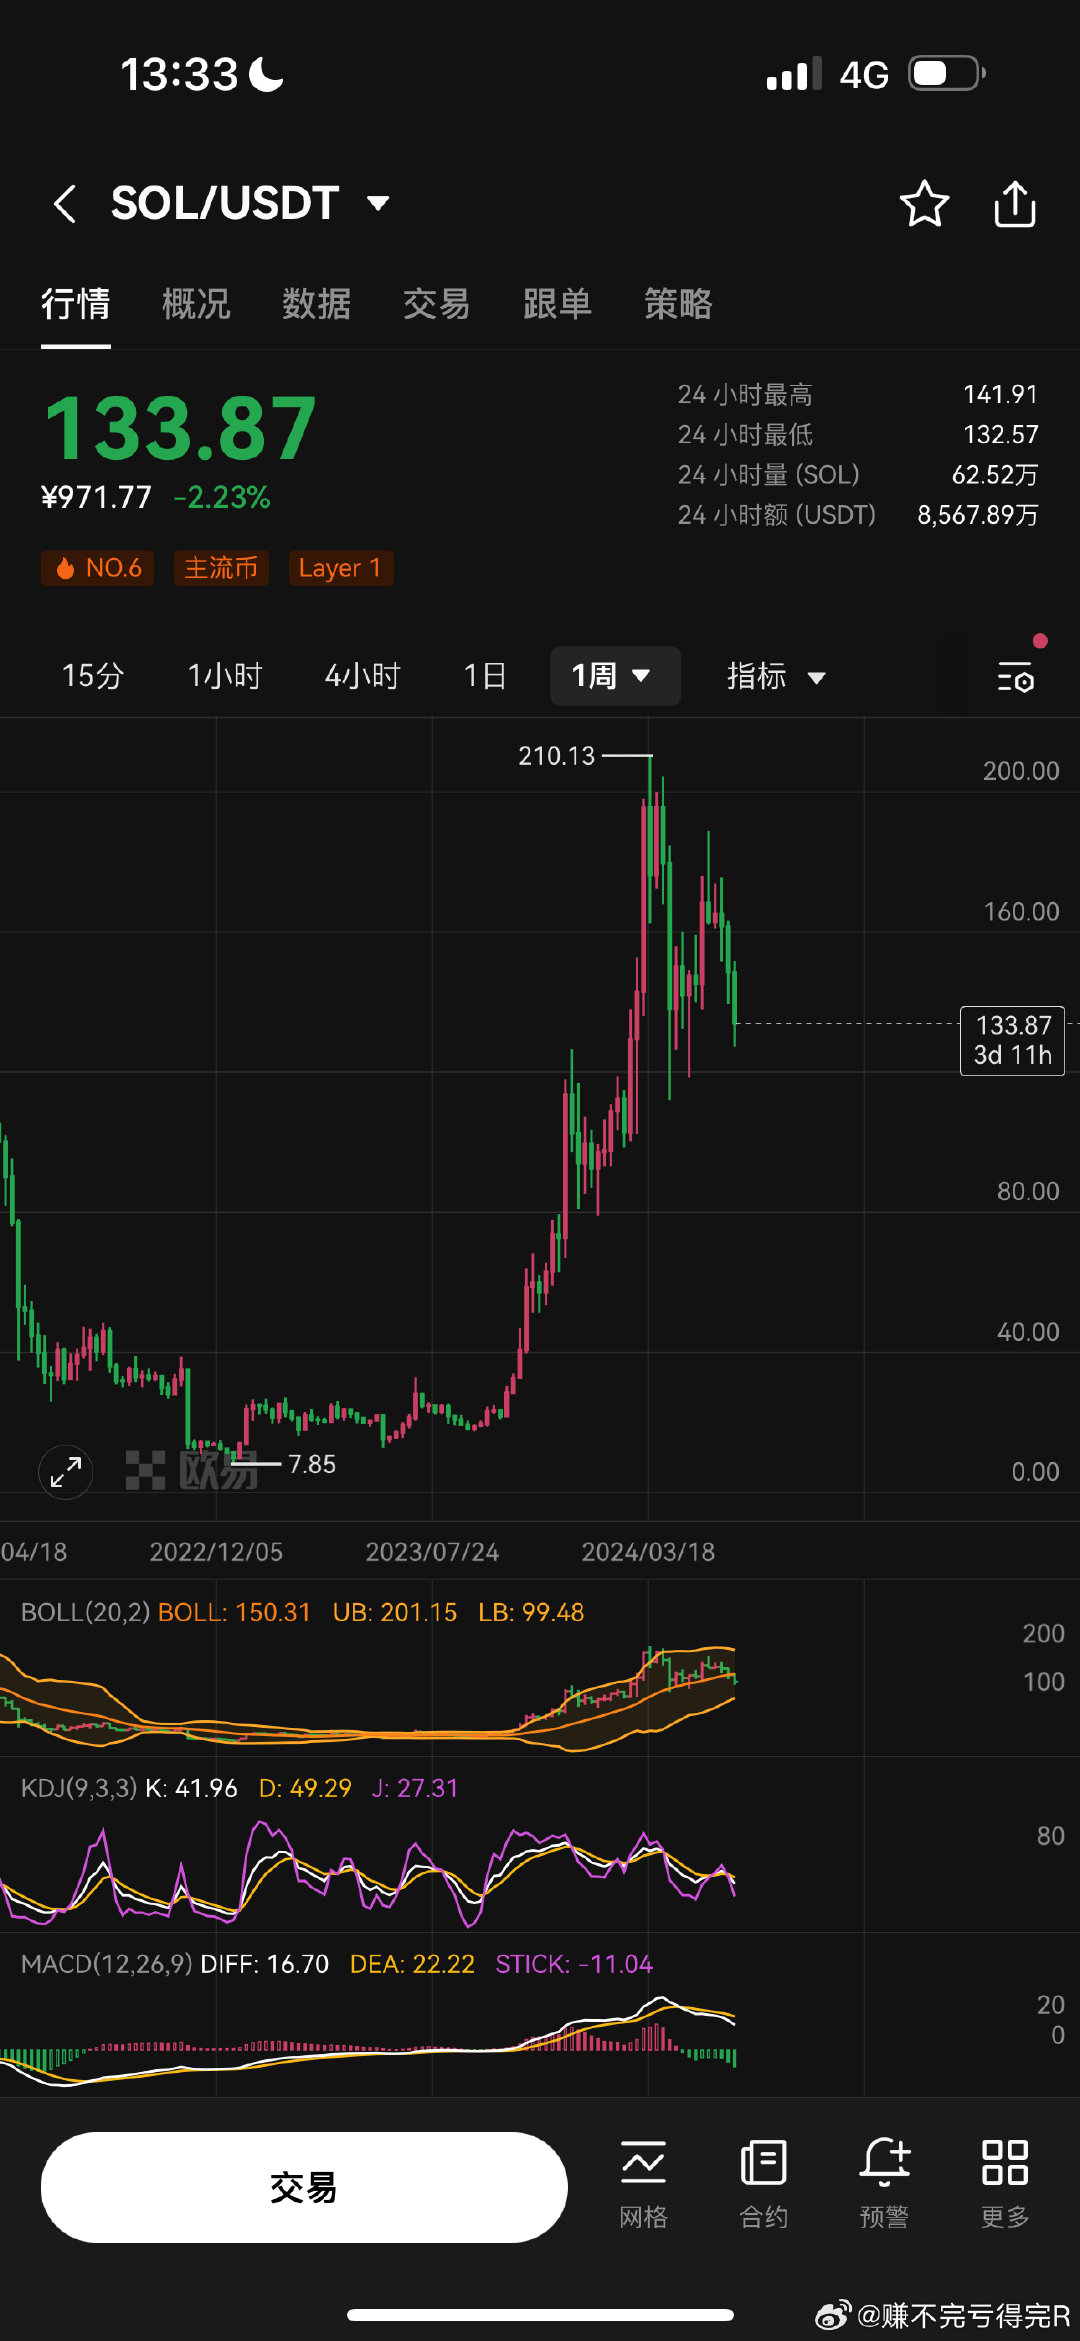 13:33 4G
SOL/USDT
行情 概况 数据 交易 跟单 策略
133.87
¥971.77 -2.23%
24 小时最高 141.91
24 小时最低 132.57
24 小时量 (SOL) 62.52万
24 小时额 (USDT) 8,567.89万
NO.6 主流币 Layer 1
15分 1小时 4小时 1日 1周 指标
210.13
200.00
160.00
133.87
3d 11h
80.00
40.00
7.85
欧易
0.00
04/18 2022/12/05 2023/07/24 2024/03/18
BOLL(20,2) BOLL: 150.31 UB: 201.15 LB: 99.48
200
100
KDJ(9,3,3) K: 41.96 D: 49.29 J: 27.31
80
MACD(12,26,9) DIFF: 16.70 DEA: 22.22 STICK: -11.04
20
0
交易
网格 合约 预警 更多
@赚不完亏得完R